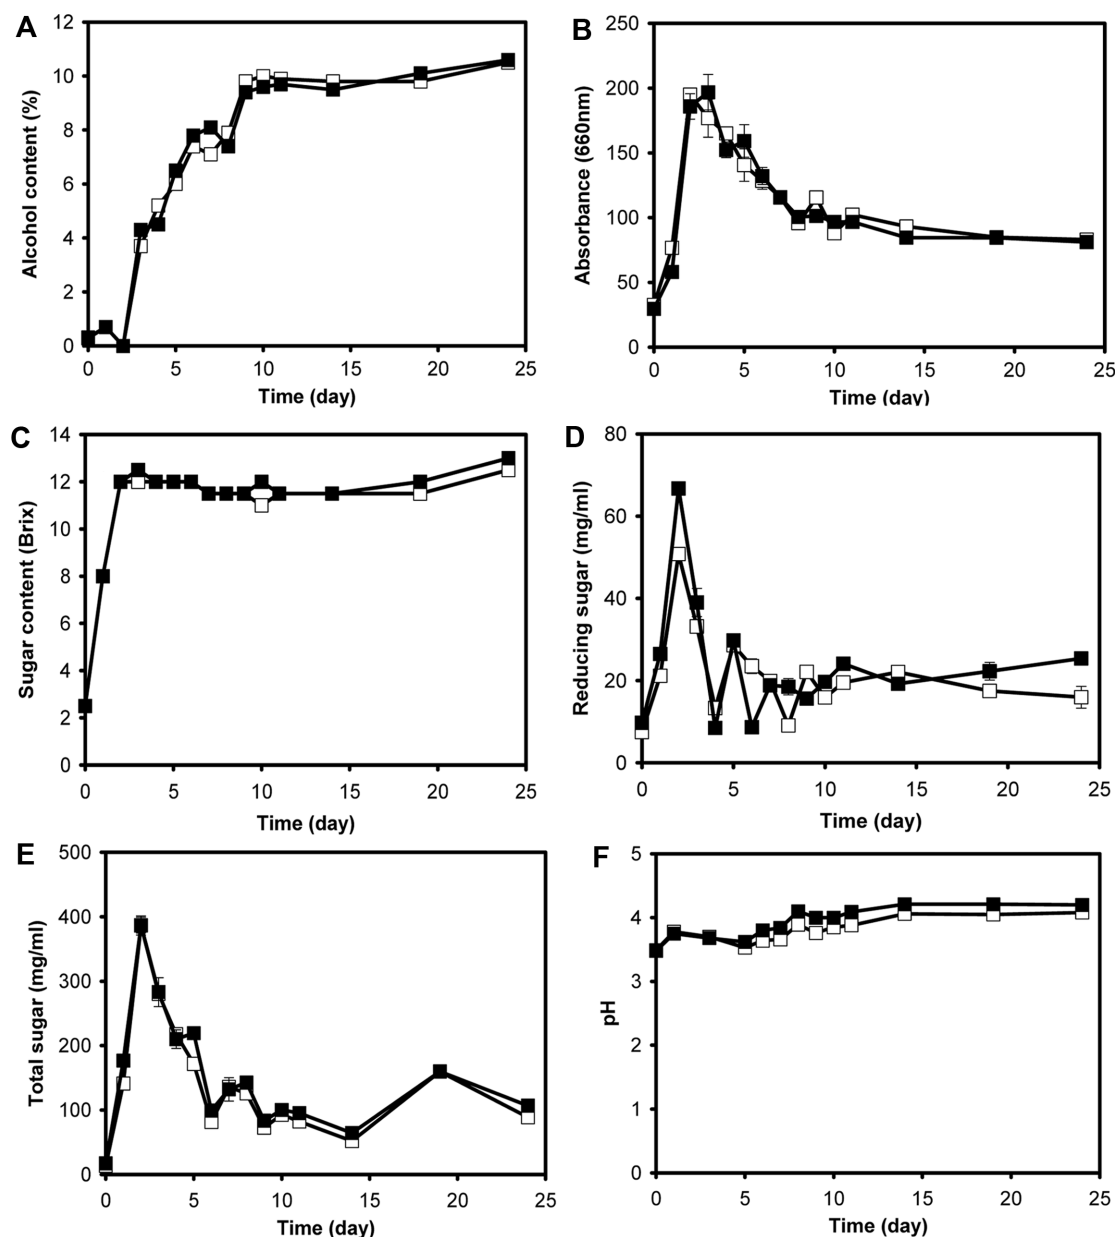 A
12
10
8
6
4
2
0
Alcohol content (%)
0 5 10 15 20 25
Time (day)
B
250
200
150
100
50
0
Absorbance (660nm)
0 5 10 15 20 25
Time (day)
C
14
12
10
8
6
4
2
0
Sugar content (Brix)
0 5 10 15 20 25
Time (day)
D
80
60
40
20
0
Reducing sugar (mg/ml)
0 5 10 15 20 25
Time (day)
E
500
400
300
200
100
0
Total sugar (mg/ml)
0 5 10 15 20 25
Time (day)
F
5
4
3
2
1
0
pH
0 5 10 15 20 25
Time (day)